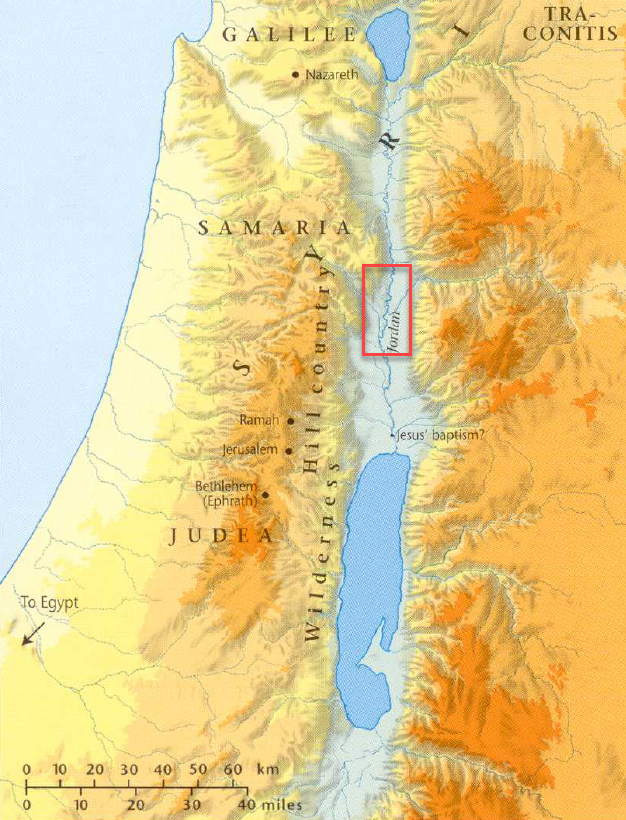 TRA-
CONITIS
GALILEE
I
Nazareth
R
SAMARIA
Y
S
Hill country
Jordan
Ramah
Jerusalem
Jesus' baptism?
Bethlehem
(Ephrath)
JUDEA
Wilderness
To Egypt
0 10 20 30 40 50 60 km
0 10 20 30 40 miles